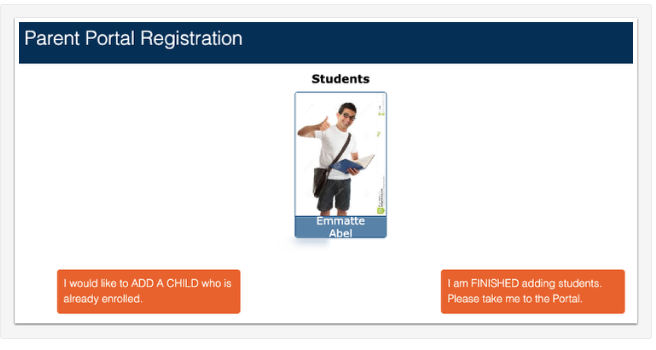 Parent Portal Registration
Students
Emmatte
Abel
I would like to ADD A CHILD who is
already enrolled.
I am FINISHED adding students.
Please take me to the Portal.